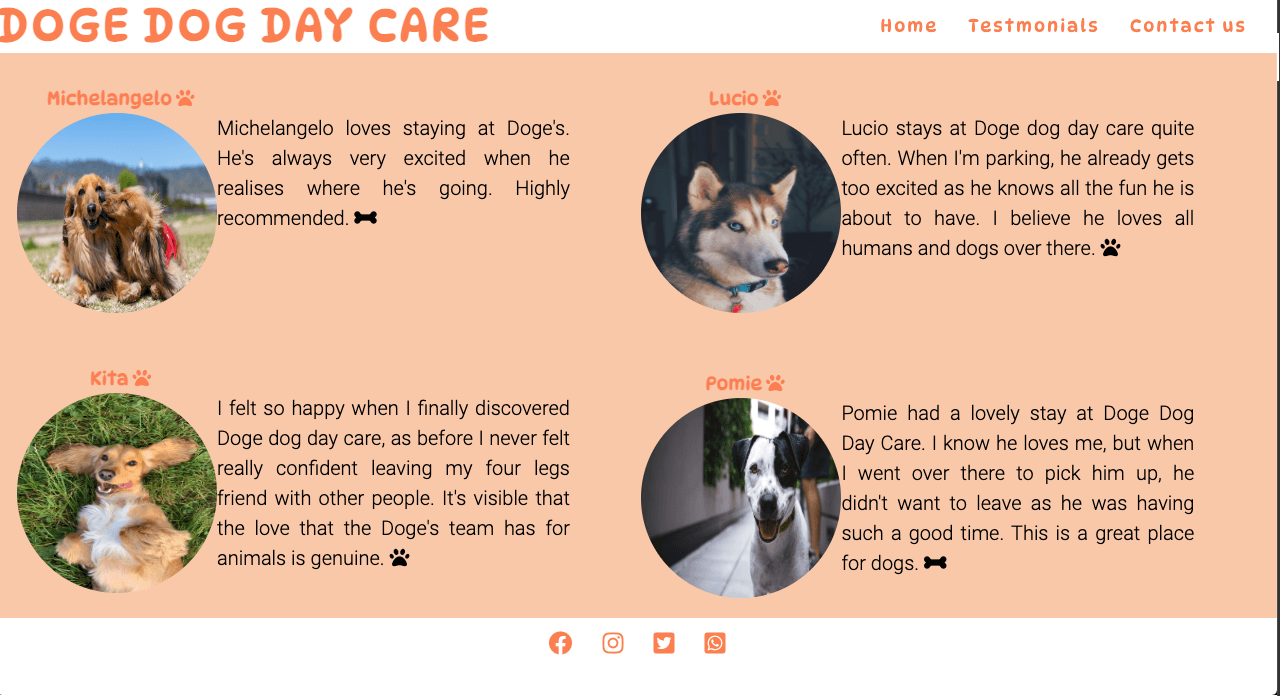 DOGE DOG DAY CARE
Home Testmonials Contact us
Michelangelo
Michelangelo loves staying at Doge's.
He's always very excited when he
realises where he's going. Highly
recommended.
Lucio
Lucio stays at Doge dog day care quite
often. When I'm parking, he already gets
too excited as he knows all the fun he is
about to have. I believe he loves all
humans and dogs over there.
Kita
I felt so happy when I finally discovered
Doge dog day care, as before I never felt
really confident leaving my four legs
friend with other people. It's visible that
the love that the Doge's team has for
animals is genuine.
Pomie
Pomie had a lovely stay at Doge Dog
Day Care. I know he loves me, but when
I went over there to pick him up, he
didn't want to leave as he was having
such a good time. This is a great place
for dogs.